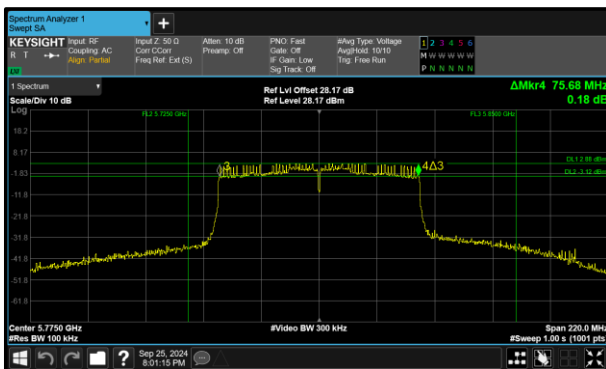 Spectrum Analyzer 1
Swept SA
+
KEYSIGHT
R T
Input: RF
Coupling: AC
Align: Partial
Input Z: 50 Ω
Corr CCorr
Freq Ref: Ext (S)
Atten: 10 dB
Preamp: Off
PNO: Fast
Gate: Off
IF Gain: Low
Sig Track: Off
#Avg Type: Voltage
Avg|Hold: 10/10
Trig: Free Run
1 2 3 4 5 6
M W W W W W
P N N N N N
1 Spectrum
Scale/Div 10 dB
Ref Lvl Offset 28.17 dB
Ref Level 28.17 dBm
ΔMkr4 75.68 MHz
0.18 dB
Log
FL2 5.7250 GHz
FL3 5.8500 GHz
18.2
8.17
-1.83
-11.8
-21.8
-31.8
-41.8
-51.8
-61.8
3
4Δ3
DL1 2.88 dBm
DL2 -3.12 dBm
Center 5.7750 GHz
#Res BW 100 kHz
#Video BW 300 kHz
Span 220.0 MHz
#Sweep 1.00 s (1001 pts)
?
Sep 25, 2024
8:01:15 PM